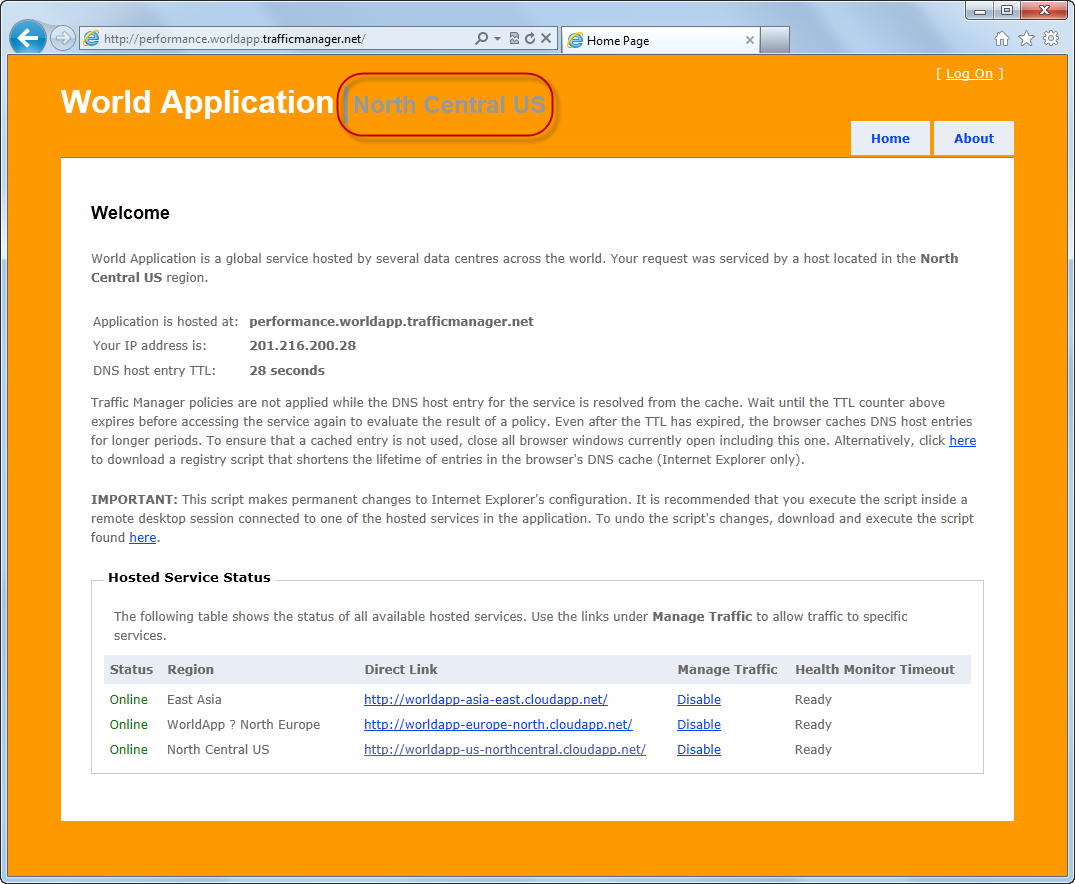 http://performance.worldapp.trafficmanager.net/
Home Page
[ Log On ]
World Application | North Central US
Home
About
Welcome
World Application is a global service hosted by several data centres across the world. Your request was serviced by a host located in the North
Central US region.
Application is hosted at: performance.worldapp.trafficmanager.net
Your IP address is: 201.216.200.28
DNS host entry TTL: 28 seconds
Traffic Manager policies are not applied while the DNS host entry for the service is resolved from the cache. Wait until the TTL counter above
expires before accessing the service again to evaluate the result of a policy. Even after the TTL has expired, the browser caches DNS host entries
for longer periods. To ensure that a cached entry is not used, close all browser windows currently open including this one. Alternatively, click here
to download a registry script that shortens the lifetime of entries in the browser's DNS cache (Internet Explorer only).
IMPORTANT: This script makes permanent changes to Internet Explorer's configuration. It is recommended that you execute the script inside a
remote desktop session connected to one of the hosted services in the application. To undo the script's changes, download and execute the script
found here.
Hosted Service Status
The following table shows the status of all available hosted services. Use the links under Manage Traffic to allow traffic to specific
services.
Status Region Direct Link Manage Traffic Health Monitor Timeout
Online East Asia http://worldapp-asia-east.cloudapp.net/ Disable Ready
Online WorldApp ? North Europe http://worldapp-europe-north.cloudapp.net/ Disable Ready
Online North Central US http://worldapp-us-northcentral.cloudapp.net/ Disable Ready